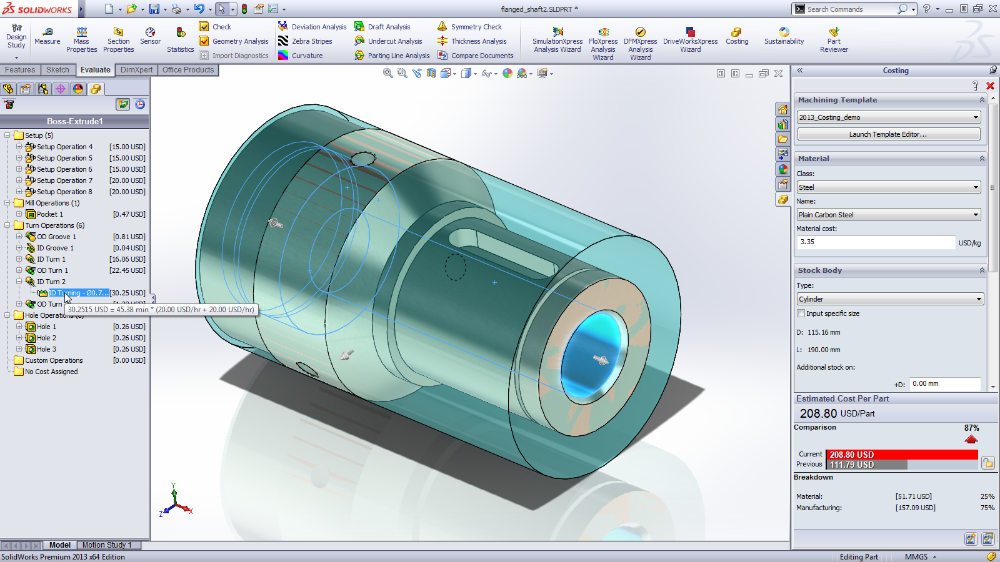 SOLIDWORKS
flanged_shaft2.SLDPRT *
Search Commands
Design Study
Measure
Mass Properties
Section Properties
Sensor
Statistics
Check
Geometry Analysis
Import Diagnostics
Deviation Analysis
Zebra Stripes
Curvature
Draft Analysis
Undercut Analysis
Parting Line Analysis
Symmetry Check
Thickness Analysis
Compare Documents
SimulationXpress Analysis Wizard
FloXpress Analysis Wizard
DFMXpress Analysis Wizard
DriveWorksXpress Wizard
Costing
Sustainability
Part Reviewer
Features
Sketch
Evaluate
DimXpert
Office Products
Boss-Extrude1
Setup (5)
Setup Operation 4 [15.00 USD]
Setup Operation 5 [15.00 USD]
Setup Operation 6 [15.00 USD]
Setup Operation 7 [20.00 USD]
Setup Operation 8 [20.00 USD]
Mill Operations (1)
Pocket 1 [0.47 USD]
Turn Operations (6)
OD Groove 1 [0.81 USD]
ID Groove 1 [0.04 USD]
ID Turn 1 [16.06 USD]
OD Turn 1 [22.45 USD]
ID Turn 2
ID Turning - Ø0.7... [30.25 USD]
OD Turn
30.2515 USD = 45.38 min * (20.00 USD/hr + 20.00 USD/hr)
Hole Operations
Hole 1 [0.26 USD]
Hole 2 [0.26 USD]
Hole 3 [0.26 USD]
Custom Operations [0.00 USD]
No Cost Assigned
Y
Z
X
Costing
Machining Template
2013_Costing_demo
Launch Template Editor...
Material
Class:
Steel
Name:
Plain Carbon Steel
Material cost:
3.35 USD/kg
Stock Body
Type:
Cylinder
Input specific size
D: 115.16 mm
L: 190.00 mm
Additional stock on:
+D: 0.00 mm
Estimated Cost Per Part
208.80 USD/Part
Comparison 87%
Current 208.80 USD
Previous 111.79 USD
Breakdown
Material: [51.71 USD] 25%
Manufacturing: [157.09 USD] 75%
Model
Motion Study 1
SolidWorks Premium 2013 x64 Edition
Editing Part
MMGS